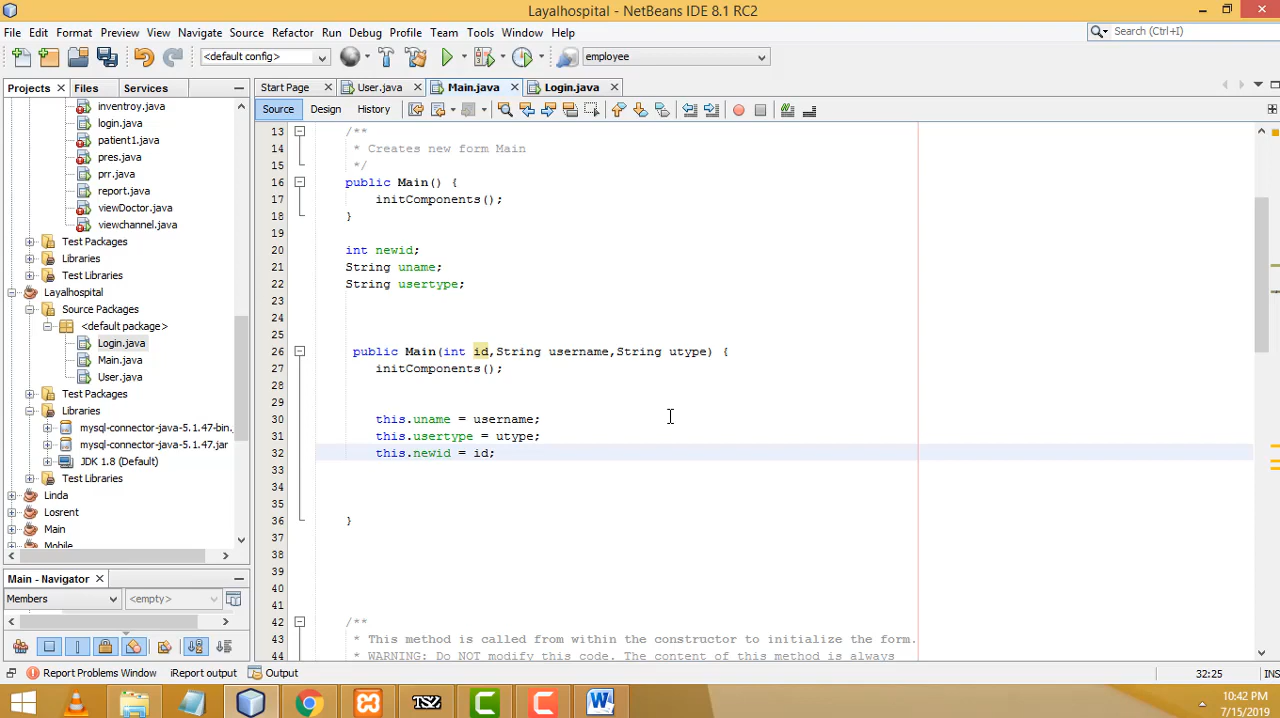 Layalhospital - NetBeans IDE 8.1 RC2
File Edit Format Preview View Navigate Source Refactor Run Debug Profile Team Tools Window Help
Search (Ctrl+I)
<default config>
employee
Projects Files Services
Start Page User.java Main.java Login.java
Source Design History
inventroy.java
login.java
patient1.java
pres.java
prr.java
report.java
viewDoctor.java
viewchannel.java
Test Packages
Libraries
Test Libraries
Layalhospital
Source Packages
<default package>
Login.java
Main.java
User.java
Test Packages
Libraries
mysql-connector-java-5.1.47-bin.
mysql-connector-java-5.1.47.jar
JDK 1.8 (Default)
Test Libraries
Linda
Losrent
Main
Mobile
Main - Navigator
Members
<empty>
13 /**
14 * Creates new form Main
15 */
16 public Main() {
17 initComponents();
18 }
19
20 int newid;
21 String uname;
22 String usertype;
23
24
25
26 public Main(int id,String username,String utype) {
27 initComponents();
28
29
30 this.uname = username;
31 this.usertype = utype;
32 this.newid = id;
33
34
35
36 }
37
38
39
40
41
42 /**
43 * This method is called from within the constructor to initialize the form.
44 * WARNING: Do NOT modify this code. The content of this method is always
Report Problems Window iReport output Output
32:25 INS
TS2
10:42 PM
7/15/2019